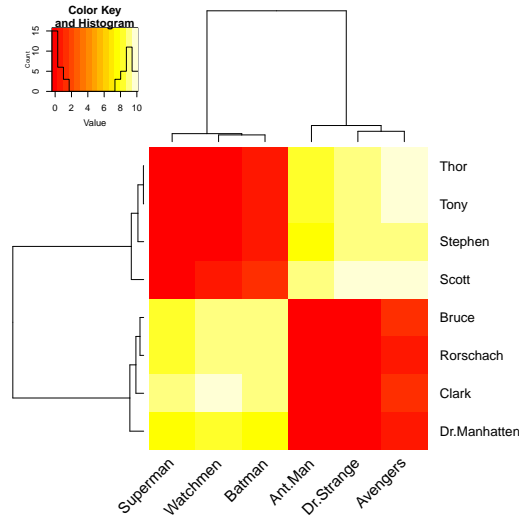 Color Key
and Histogram
Count
0 5 10 15
0 2 4 6 8 10
Value
Thor
Tony
Stephen
Scott
Bruce
Rorschach
Clark
Dr.Manhatten
Superman
Watchmen
Batman
Ant.Man
Dr.Strange
Avengers